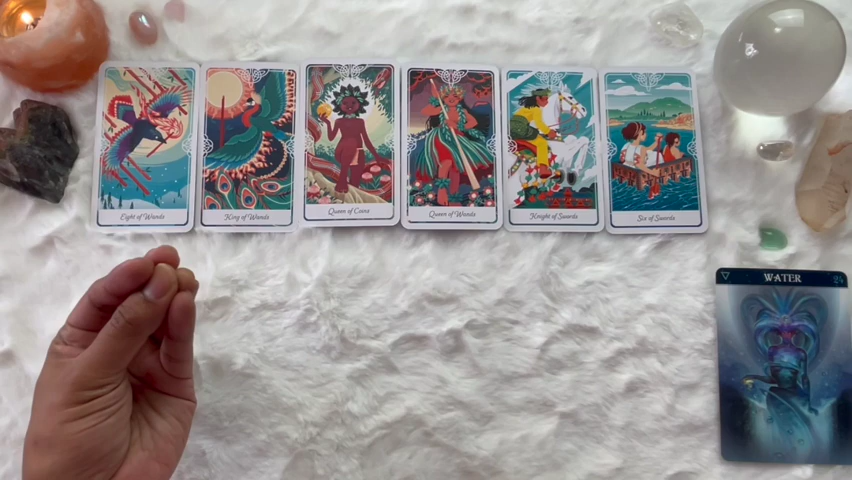 Eight of Wands
King of Wands
Queen of Coins
Queen of Wands
Knight of Swords
Six of Swords
WATER
24